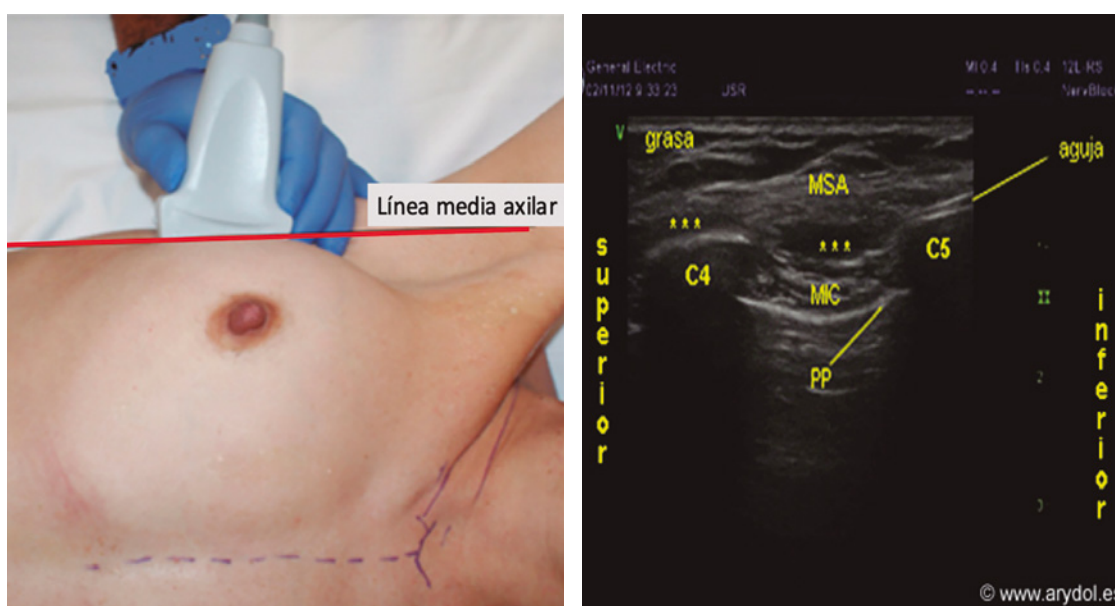 Línea media axilar
General Electric
02/11/12 9:33:23 USR
MI 0.4 TIs 0.4 12L-RS
NervBloc
V
grasa
aguja
MSA
***
***
C5
C4
MIC
PP
superior
inferior
2
© www.arydol.es